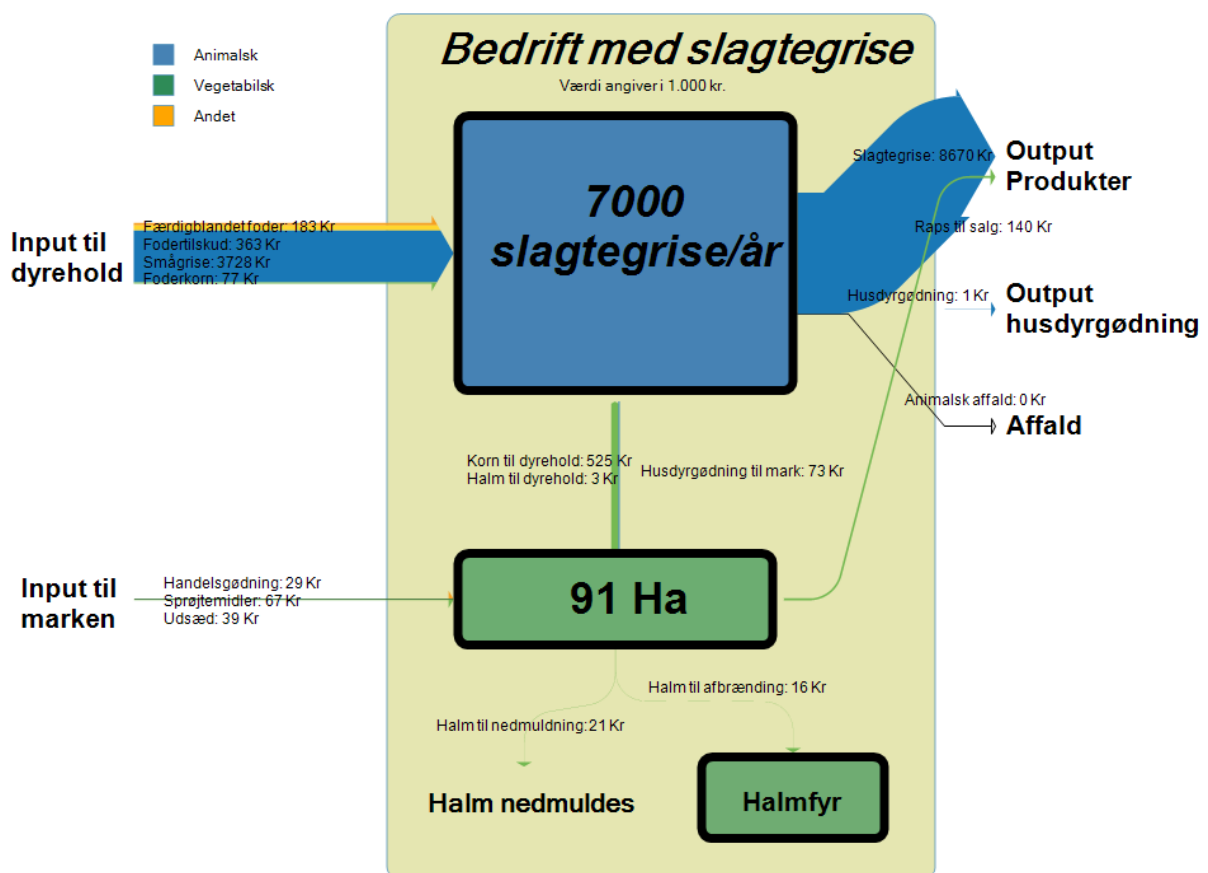 Bedrift med slagtegrise
Værdi angiver i 1.000 kr.
Animalsk
Vegetabilsk
Andet
7000
slagtegrise/år
Input til
dyrehold
Færdigblandet foder: 183 Kr
Fodertilskud: 363 Kr
Smågrise: 3728 Kr
Foderkorn: 77 Kr
Slagtegrise: 8670 Kr
Output
Produkter
Raps til salg: 140 Kr
Husdyrgødning: 1 Kr
Output
husdyrgødning
Animalsk affald: 0 Kr
Affald
Korn til dyrehold: 525 Kr
Halm til dyrehold: 3 Kr
Husdyrgødning til mark: 73 Kr
Input til
marken
Handelsgødning: 29 Kr
Sprøjtemidler: 67 Kr
Udsæd: 39 Kr
91 Ha
Halm til afbrænding: 16 Kr
Halm til nedmuldning: 21 Kr
Halm nedmuldes
Halmfyr